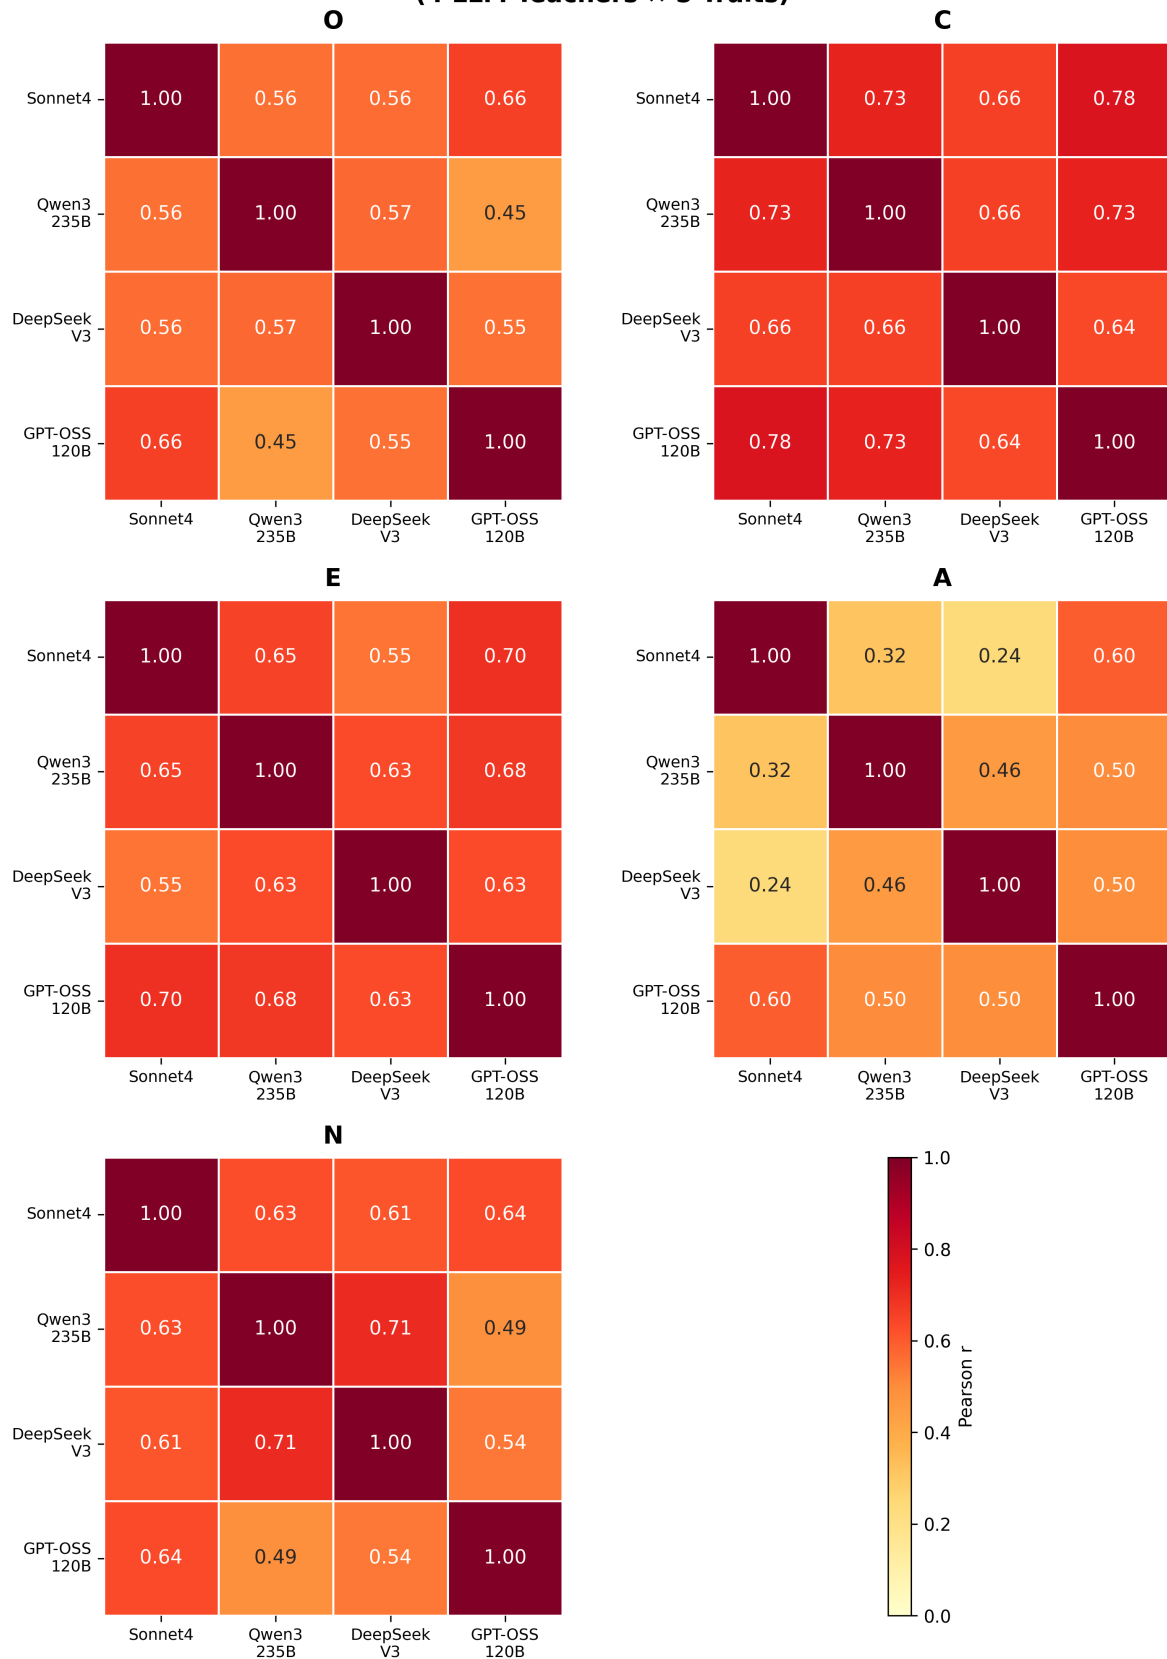 O
Sonnet4 1.00 0.56 0.56 0.66
Qwen3
235B 0.56 1.00 0.57 0.45
DeepSeek
V3 0.56 0.57 1.00 0.55
GPT-OSS
120B 0.66 0.45 0.55 1.00
Sonnet4 Qwen3 DeepSeek GPT-OSS
235B V3 120B
C
Sonnet4 1.00 0.73 0.66 0.78
Qwen3
235B 0.73 1.00 0.66 0.73
DeepSeek
V3 0.66 0.66 1.00 0.64
GPT-OSS
120B 0.78 0.73 0.64 1.00
Sonnet4 Qwen3 DeepSeek GPT-OSS
235B V3 120B
E
Sonnet4 1.00 0.65 0.55 0.70
Qwen3
235B 0.65 1.00 0.63 0.68
DeepSeek
V3 0.55 0.63 1.00 0.63
GPT-OSS
120B 0.70 0.68 0.63 1.00
Sonnet4 Qwen3 DeepSeek GPT-OSS
235B V3 120B
A
Sonnet4 1.00 0.32 0.24 0.60
Qwen3
235B 0.32 1.00 0.46 0.50
DeepSeek
V3 0.24 0.46 1.00 0.50
GPT-OSS
120B 0.60 0.50 0.50 1.00
Sonnet4 Qwen3 DeepSeek GPT-OSS
235B V3 120B
N
Sonnet4 1.00 0.63 0.61 0.64
Qwen3
235B 0.63 1.00 0.71 0.49
DeepSeek
V3 0.61 0.71 1.00 0.54
GPT-OSS
120B 0.64 0.49 0.54 1.00
Sonnet4 Qwen3 DeepSeek GPT-OSS
235B V3 120B
1.0
0.8
0.6
0.4
0.2
0.0
Pearson r